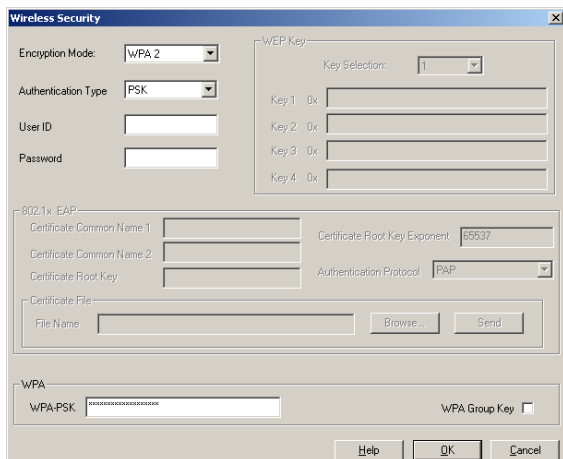 Wireless Security
Encryption Mode: WPA 2
Authentication Type PSK
User ID
Password
WEP Key
Key Selection: 1
Key 1 0x
Key 2 0x
Key 3 0x
Key 4 0x
802.1x EAP
Certificate Common Name 1
Certificate Common Name 2
Certificate Root Key
Certificate Root Key Exponent 65537
Authentication Protocol PAP
Certificate File
File Name Browse... Send
WPA
WPA-PSK xxxxxxxxxxxxxxxxxx WPA Group Key
Help OK Cancel